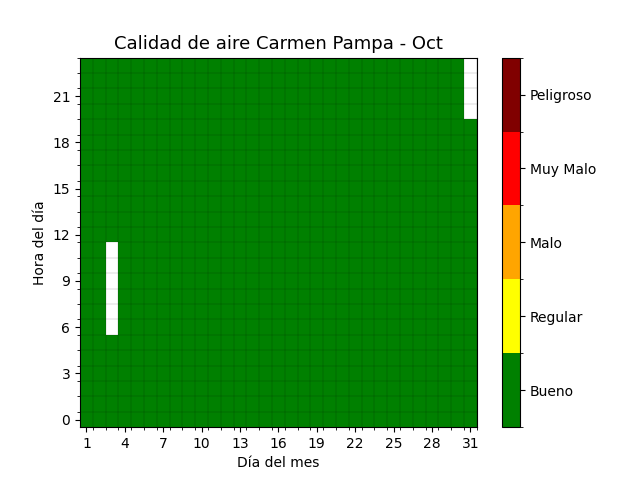 Calidad de aire Carmen Pampa - Oct
Hora del día
21
18
15
12
9
6
3
0
1 4 7 10 13 16 19 22 25 28 31
Día del mes
Peligroso
Muy Malo
Malo
Regular
Bueno